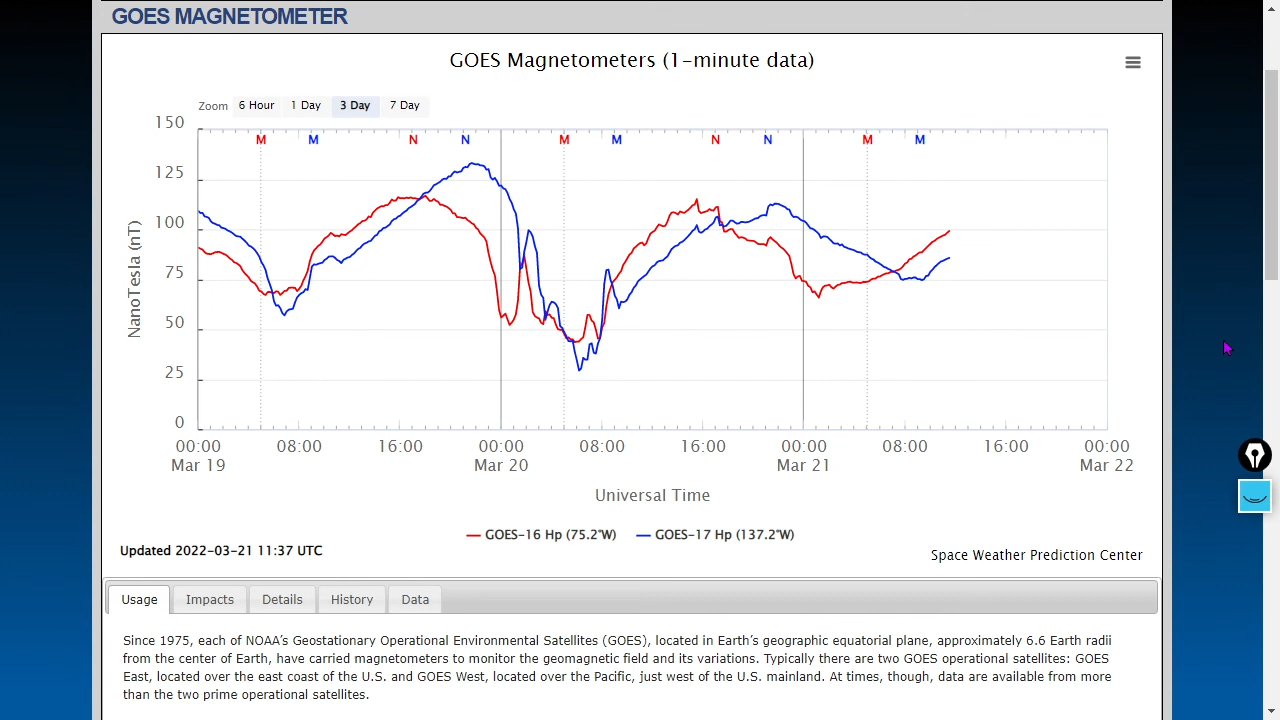 GOES MAGNETOMETER
GOES Magnetometers (1-minute data)
Zoom 6 Hour 1 Day 3 Day 7 Day
150
M M N N M M N N M M
125
100
75
50
25
0
NanoTesla (nT)
00:00 08:00 16:00 00:00 08:00 16:00 00:00 08:00 16:00 00:00
Mar 19 Mar 20 Mar 21 Mar 22
Universal Time
GOES-16 Hp (75.2°W) GOES-17 Hp (137.2°W)
Updated 2022-03-21 11:37 UTC
Space Weather Prediction Center
Usage Impacts Details History Data
Since 1975, each of NOAA's Geostationary Operational Environmental Satellites (GOES), located in Earth's geographic equatorial plane, approximately 6.6 Earth radii
from the center of Earth, have carried magnetometers to monitor the geomagnetic field and its variations. Typically there are two GOES operational satellites: GOES
East, located over the east coast of the U.S. and GOES West, located over the Pacific, just west of the U.S. mainland. At times, though, data are available from more
than the two prime operational satellites.